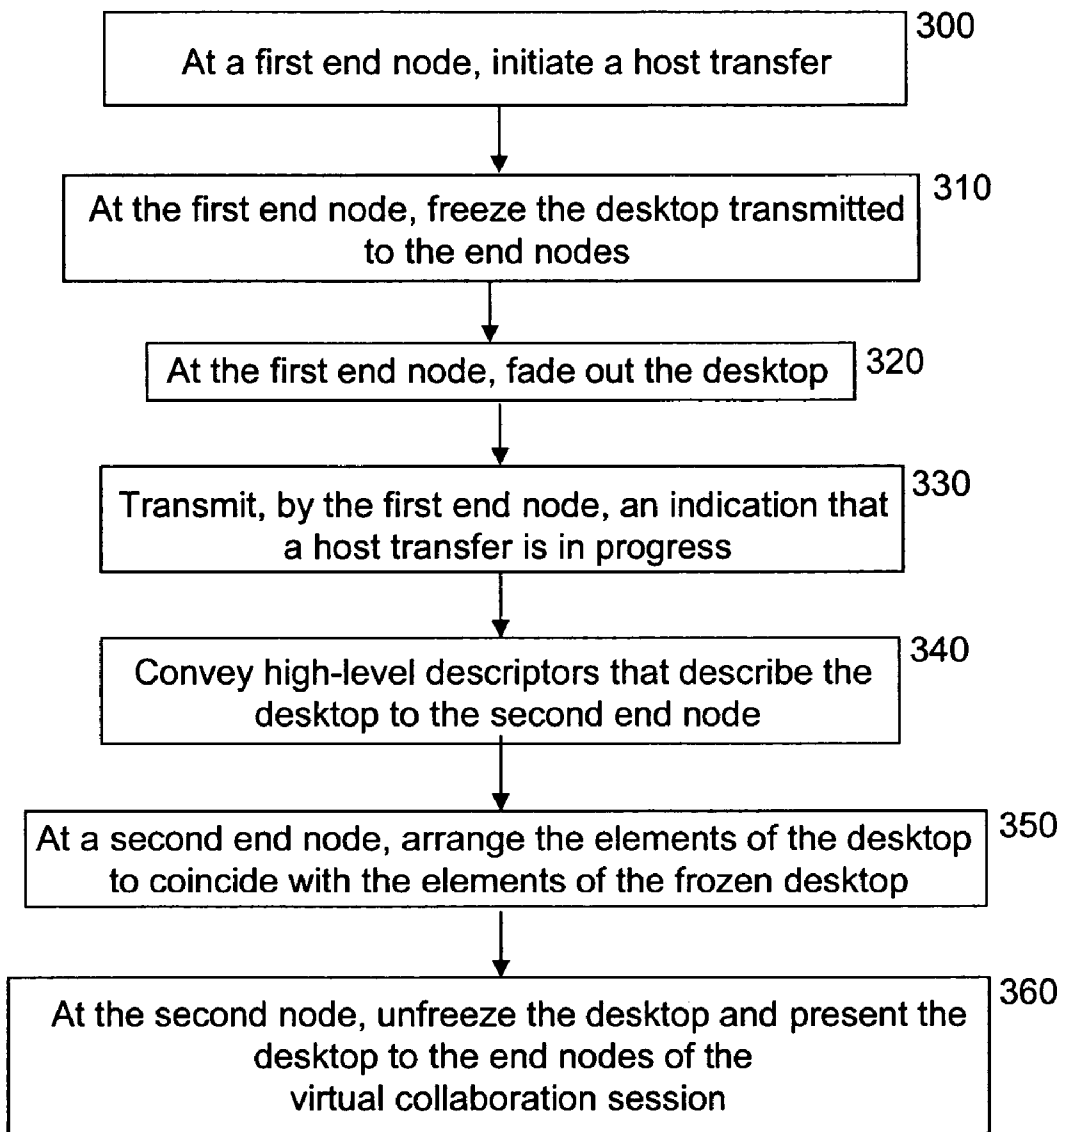 300
At a first end node, initiate a host transfer
310
At the first end node, freeze the desktop transmitted
to the end nodes
At the first end node, fade out the desktop
320
330
Transmit, by the first end node, an indication that
a host transfer is in progress
340
Convey high-level descriptors that describe the
desktop to the second end node
350
At a second end node, arrange the elements of the desktop
to coincide with the elements of the frozen desktop
360
At the second node, unfreeze the desktop and present the
desktop to the end nodes of the
virtual collaboration session